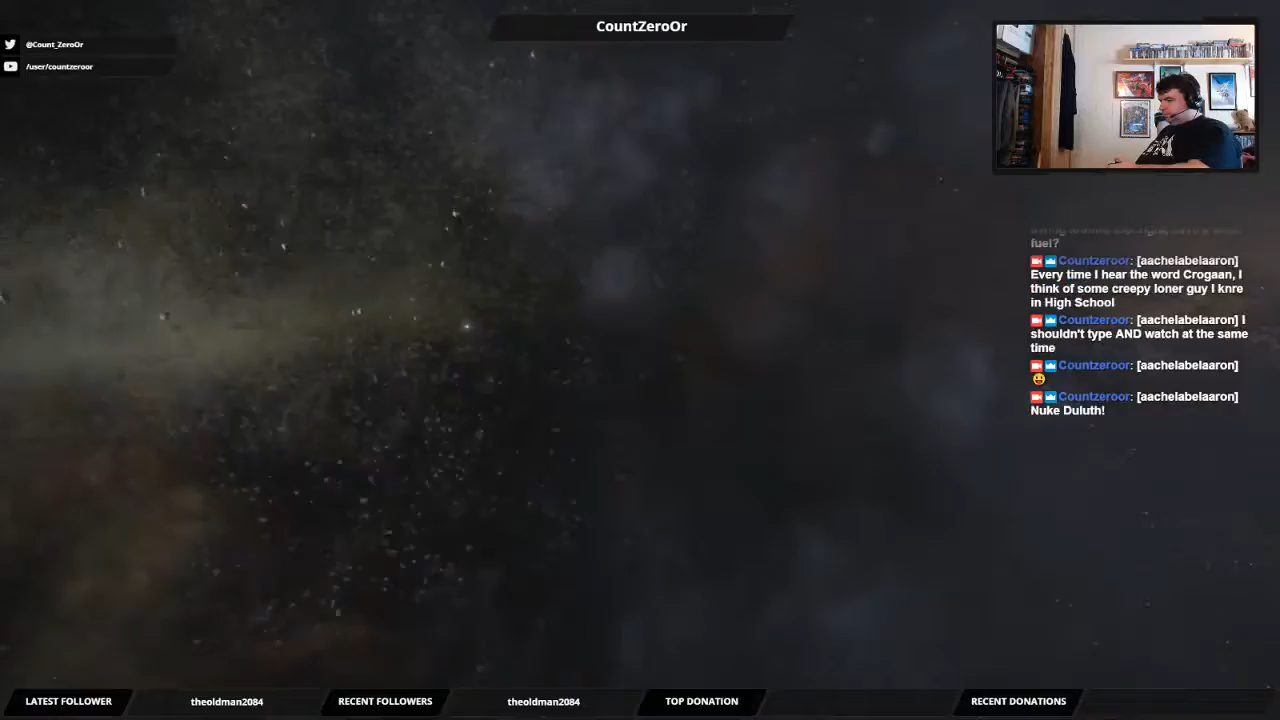 CountZeroOr
@Count_ZeroOr
/user/countzeroor
fuel?
Countzeroor: [aachelabelaaron]
Every time I hear the word Crogaan, I
think of some creepy loner guy I knre
in High School
Countzeroor: [aachelabelaaron] I
shouldn't type AND watch at the same
time
Countzeroor: [aachelabelaaron]
Countzeroor: [aachelabelaaron]
Nuke Duluth!
LATEST FOLLOWER
theoldman2084
RECENT FOLLOWERS
theoldman2084
TOP DONATION
RECENT DONATIONS